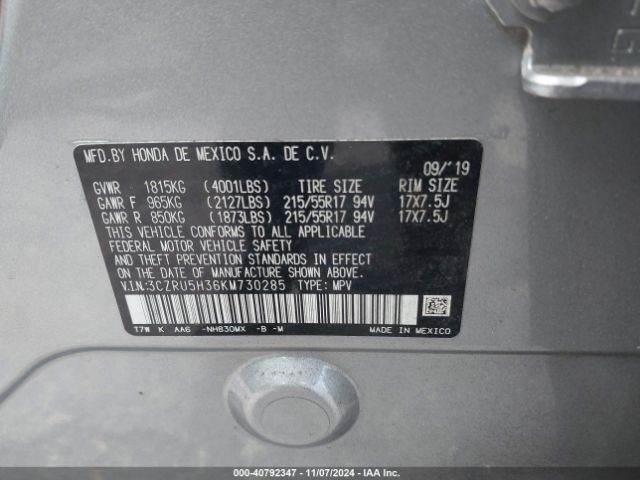 MFD.BY HONDA DE MEXICO S.A. DE C.V. 09/'19
GVWR 1815KG (4001LBS) TIRE SIZE RIM SIZE
GAWR F 965KG (2127LBS) 215/55R17 94V 17X7.5J
GAWR R 850KG (1873LBS) 215/55R17 94V 17X7.5J
THIS VEHICLE CONFORMS TO ALL APPLICABLE
FEDERAL MOTOR VEHICLE SAFETY
AND THEFT PREVENTION STANDARDS IN EFFECT
ON THE DATE OF MANUFACTURE SHOWN ABOVE.
V.I.N:3CZRU5H36KM730285 TYPE: MPV
T7W K AA6 -NH830MX -B -M MADE IN MEXICO
000-40792347 - 11/07/2024 - IAA, Inc.